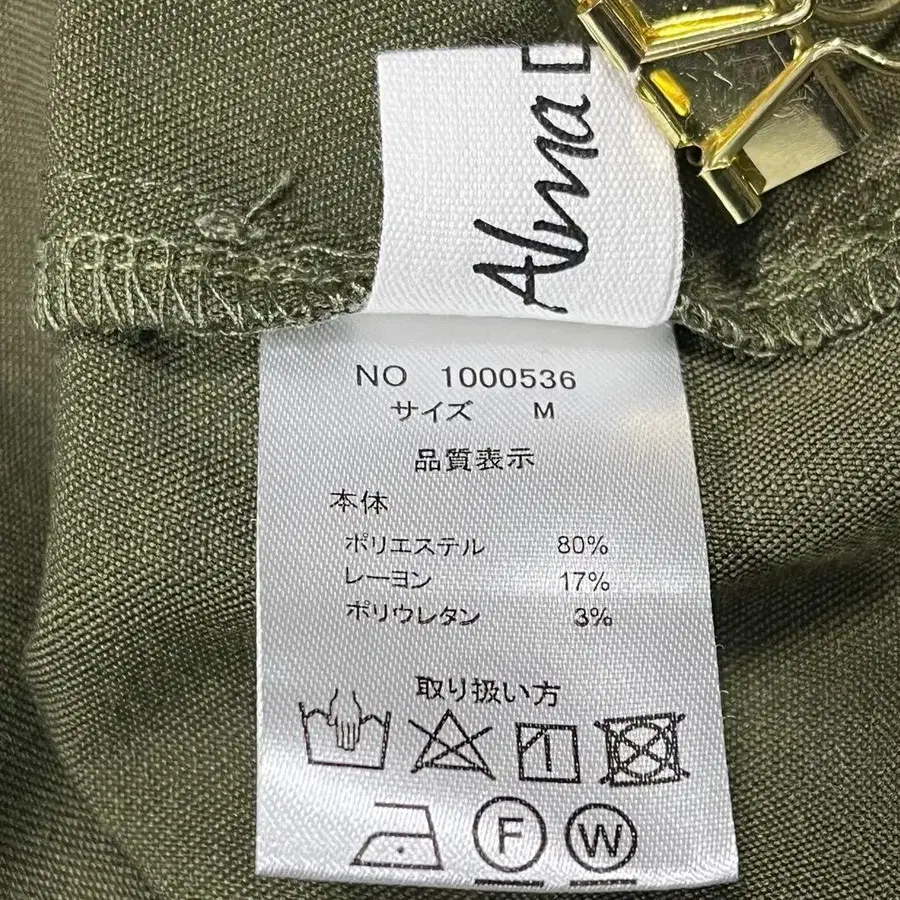 Alma
NO 1000536
サイズ M
品質表示
本体
ポリエステル 80%
レーヨン 17%
ポリウレタン 3%
取り扱い方
F W